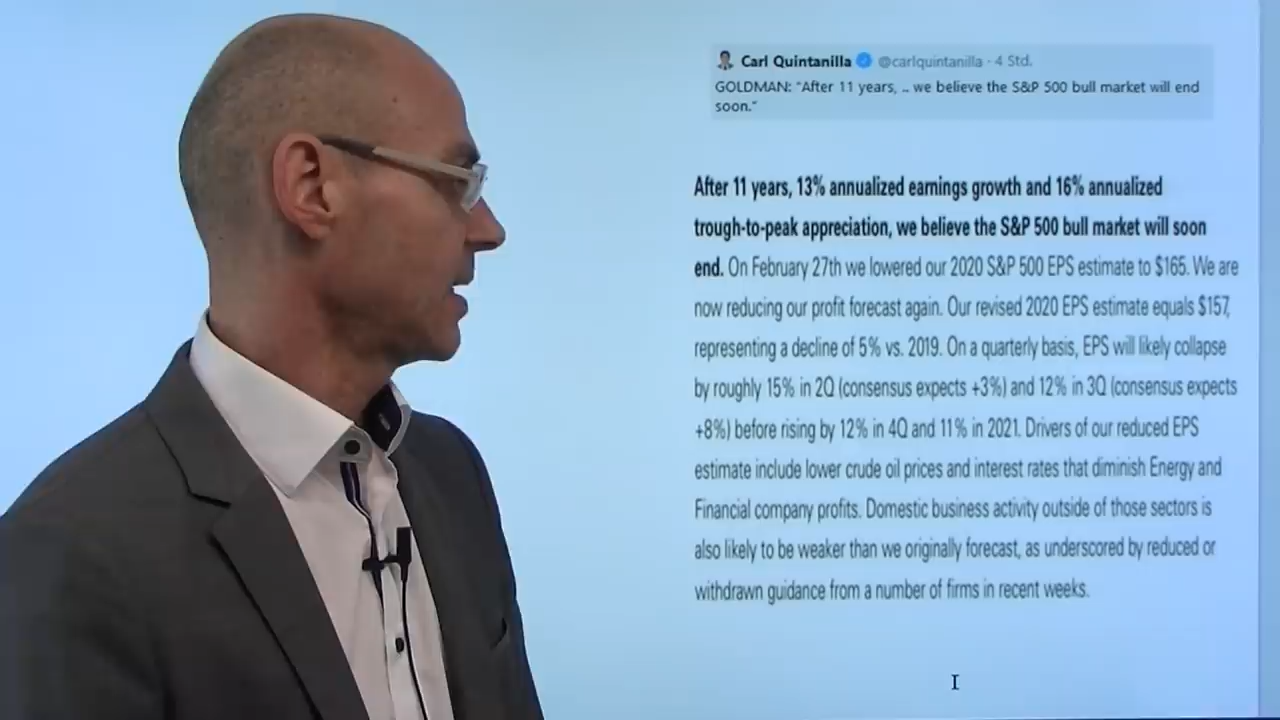 Carl Quintanilla @carlquintanilla · 4 Std.
GOLDMAN: "After 11 years, .. we believe the S&P 500 bull market will end
soon."
After 11 years, 13% annualized earnings growth and 16% annualized
trough-to-peak appreciation, we believe the S&P 500 bull market will soon
end. On February 27th we lowered our 2020 S&P 500 EPS estimate to $165. We are
now reducing our profit forecast again. Our revised 2020 EPS estimate equals $157,
representing a decline of 5% vs. 2019. On a quarterly basis, EPS will likely collapse
by roughly 15% in 2Q (consensus expects +3%) and 12% in 3Q (consensus expects
+8%) before rising by 12% in 4Q and 11% in 2021. Drivers of our reduced EPS
estimate include lower crude oil prices and interest rates that diminish Energy and
Financial company profits. Domestic business activity outside of those sectors is
also likely to be weaker than we originally forecast, as underscored by reduced or
withdrawn guidance from a number of firms in recent weeks.